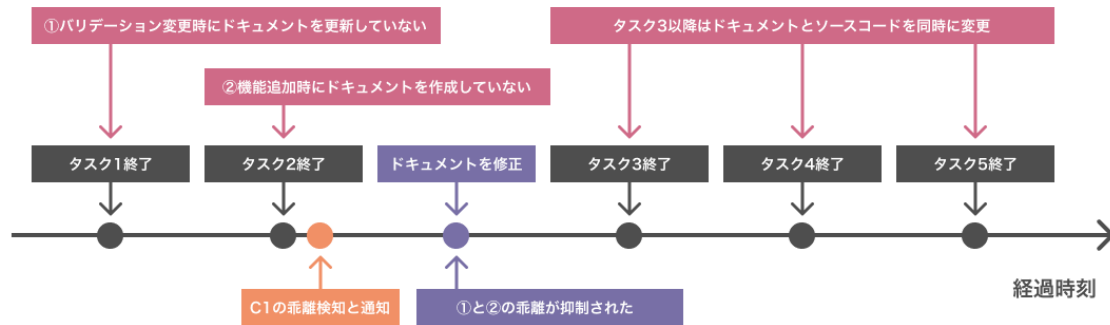 ①バリデーション変更時にドキュメントを更新していない
タスク3以降はドキュメントとソースコードを同時に変更
②機能追加時にドキュメントを作成していない
タスク1終了
タスク2終了
ドキュメントを修正
タスク3終了
タスク4終了
タスク5終了
C1の乖離検知と通知
①と②の乖離が抑制された
経過時刻